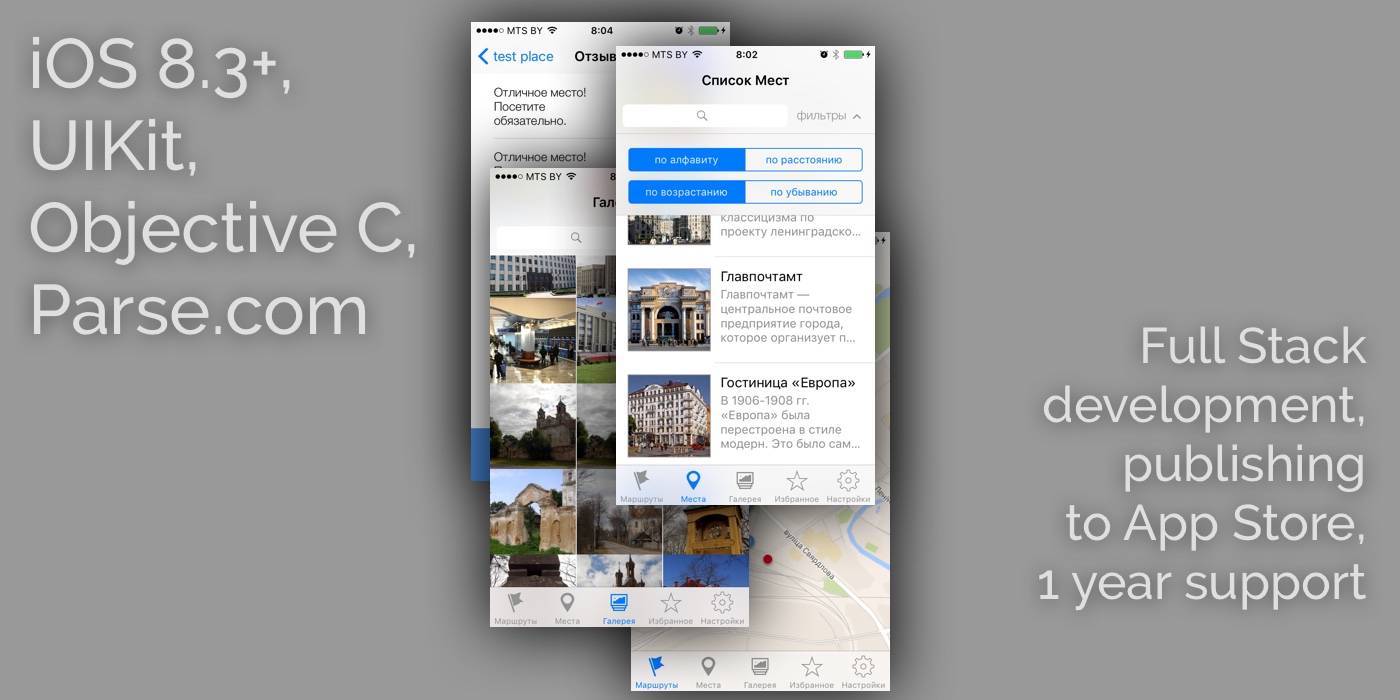 iOS 8.3+,
UIKit,
Objective C,
Parse.com
MTS BY
8:04
test place
Отзыв
Отличное место!
Посетите
обязательно.
Отличное место!
MTS BY
8:02
Список Мест
фильтры
по алфавиту
по расстоянию
по возрастанию
по убыванию
классицизма по
проекту ленинградско...
Главпочтамт
Главпочтамт —
центральное почтовое
предприятие города,
которое организует п...
Гостиница «Европа»
В 1906-1908 гг.
«Европа» была
перестроена в стиле
модерн. Это было сам...
Маршруты
Места
Галерея
Избранное
Настройки
MTS BY
8
Гал
Маршруты
Места
Галерея
Избранное
Настройки
вуліца Свярдлова
Маршруты
Места
Галерея
Избранное
Настройки
Full Stack
development,
publishing
to App Store,
1 year support